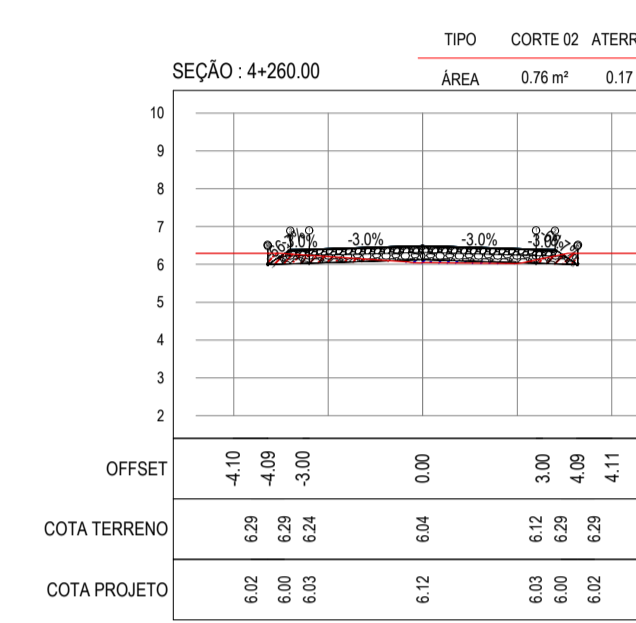 TIPO CORTE 02 ATERR
SEÇÃO : 4+260.00
ÁREA 0.76 m² 0.17
10
9
8
7
-3.0% -3.0%
6
5
4
3
2
OFFSET -4.10 -4.09 -3.00 0.00 3.00 4.09 4.11
COTA TERRENO 6.29 6.29 6.24 6.04 6.12 6.29 6.29
COTA PROJETO 6.02 6.00 6.03 6.12 6.03 6.00 6.02